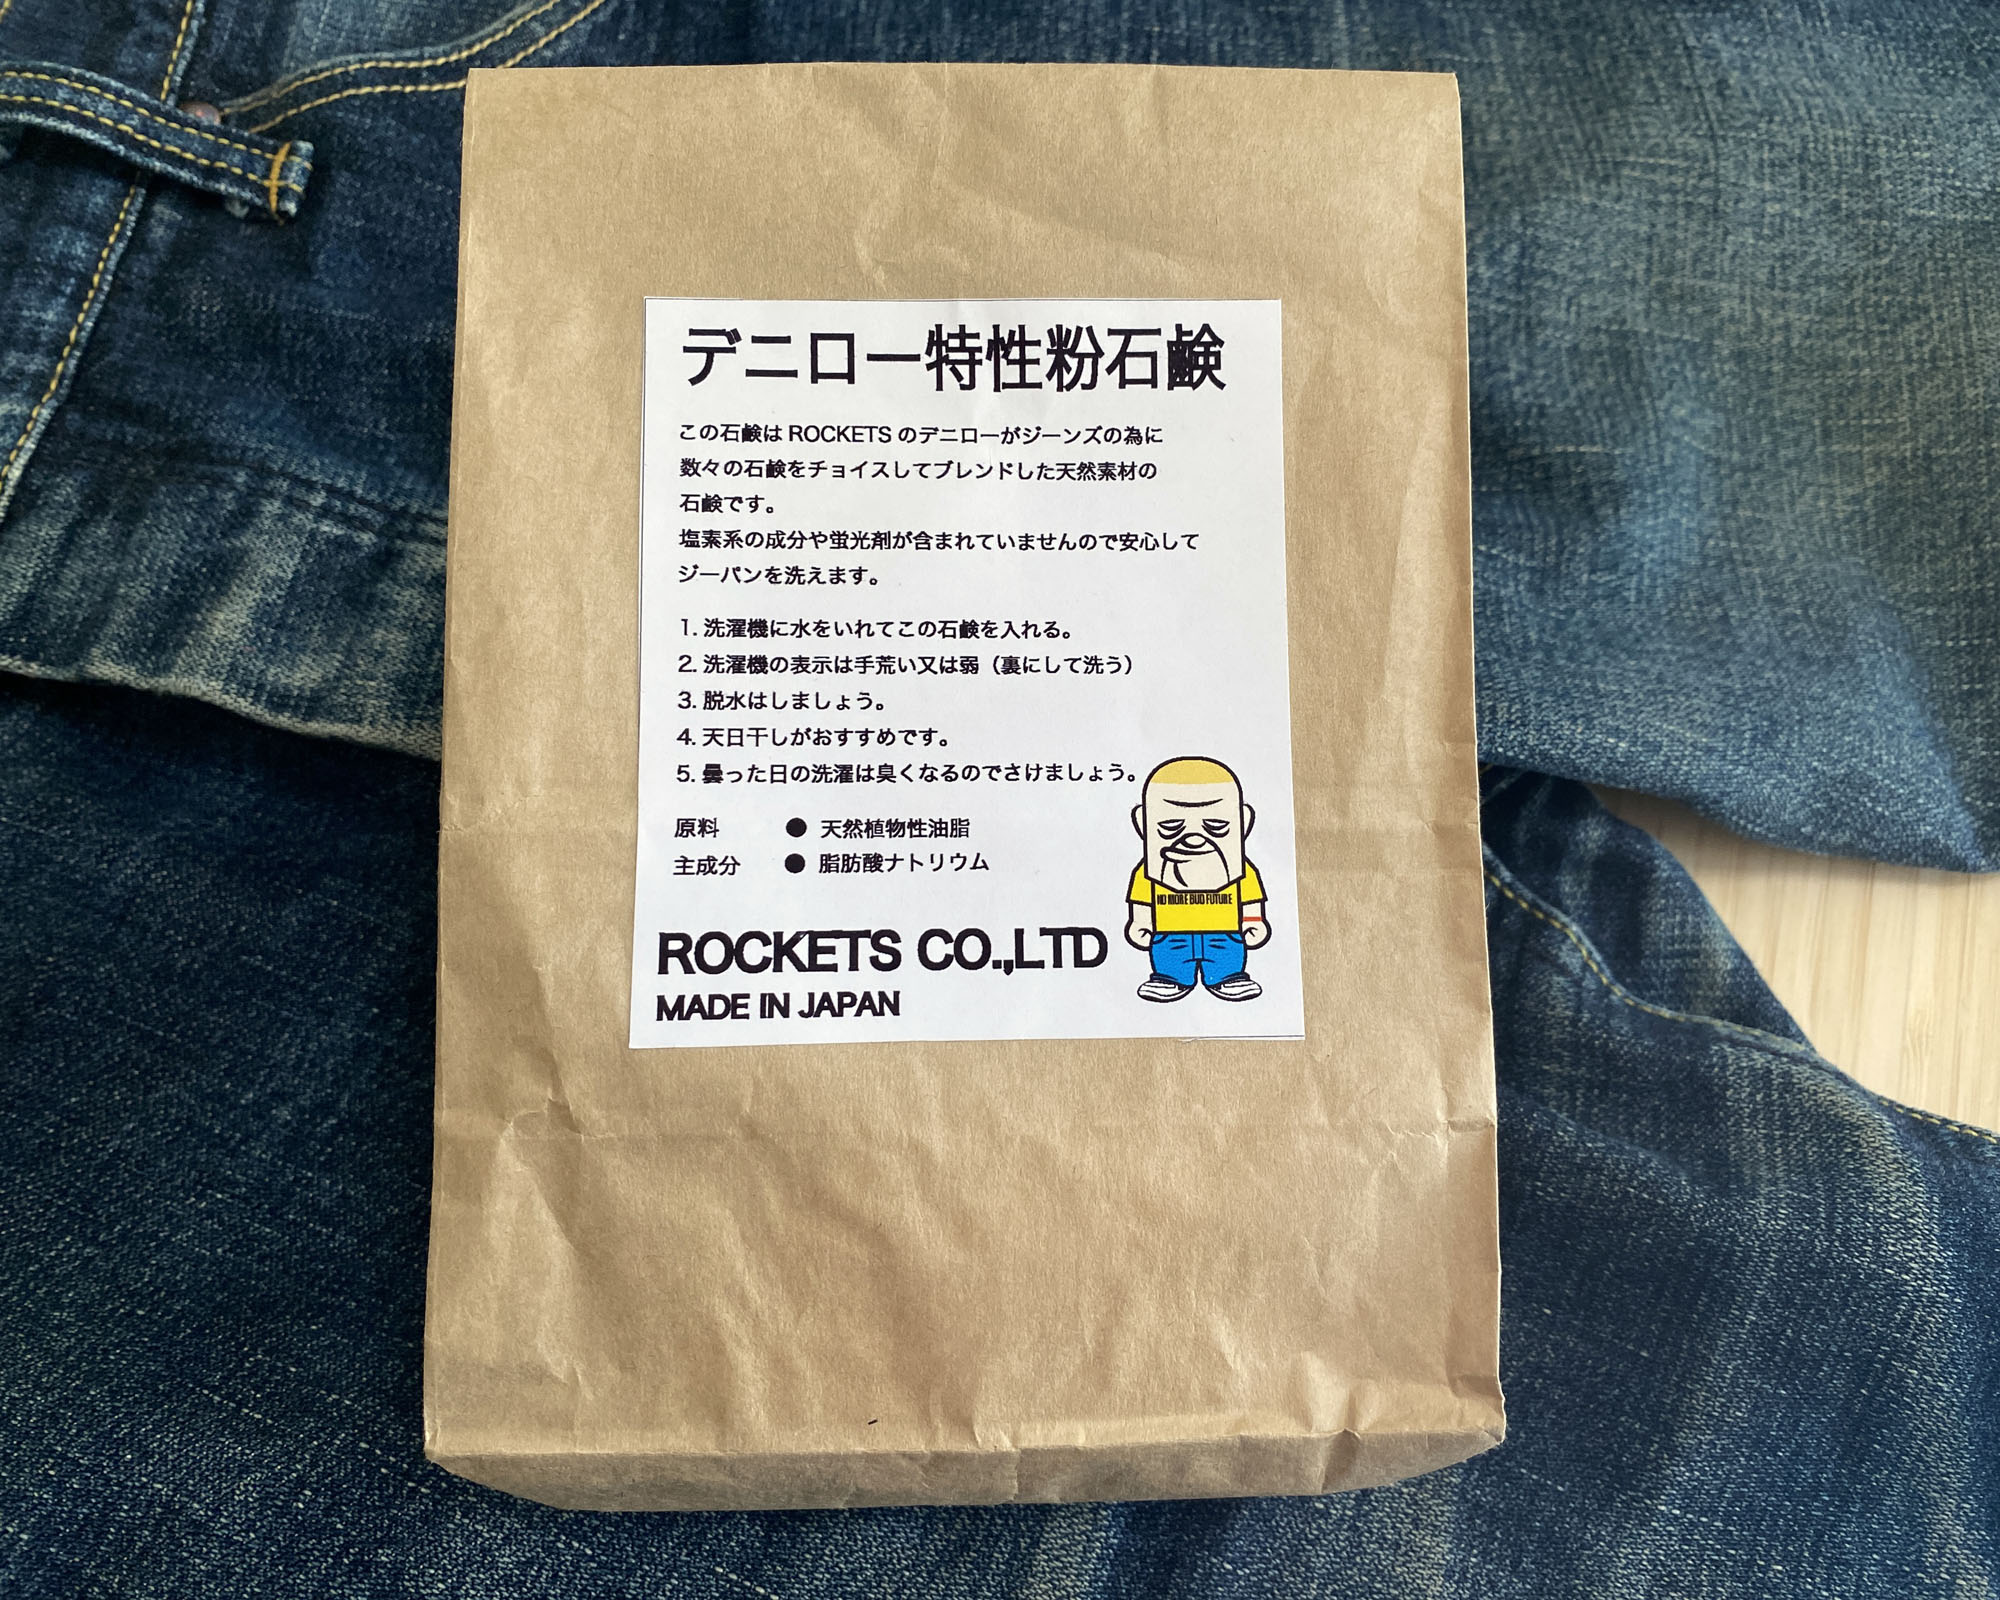 デニロー特性粉石鹸
この石鹸は ROCKETS のデニローがジーンズの為に
数々の石鹸をチョイスしてブレンドした天然素材の
石鹸です。
塩素系の成分や蛍光剤が含まれていませんので安心して
ジーパンを洗えます。
1. 洗濯機に水をいれてこの石鹸を入れる。
2. 洗濯機の表示は手荒い又は弱（裏にして洗う）
3. 脱水はしましょう。
4. 天日干しがおすすめです。
5. 曇った日の洗濯は臭くなるのでさけましょう。
原料 ● 天然植物性油脂
主成分 ● 脂肪酸ナトリウム
NO MORE BUD FUTURE
ROCKETS CO.,LTD
MADE IN JAPAN